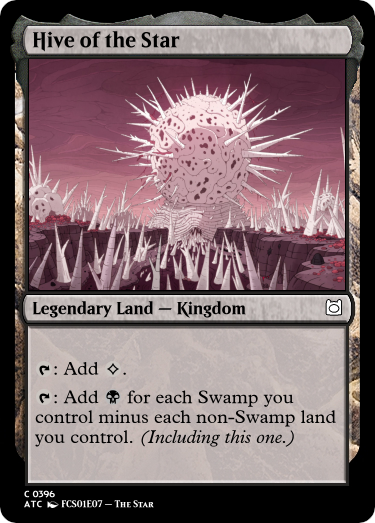 Hive of the Star
Legendary Land — Kingdom
: Add .
: Add for each Swamp you
control minus each non-Swamp land
you control. (Including this one.)
C 0396
ATC FCS01E07 – The Star